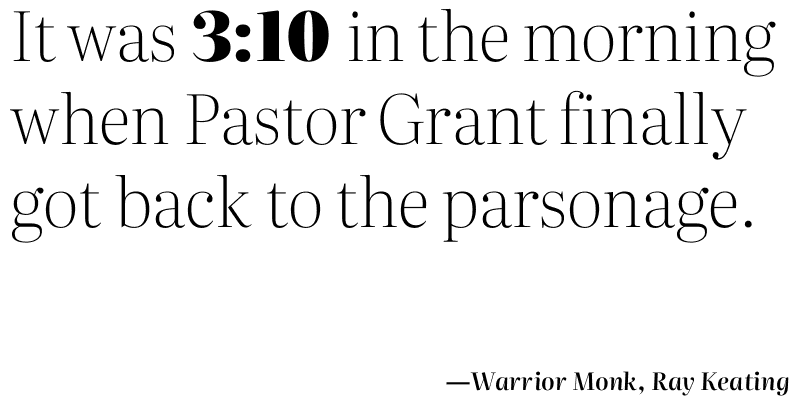 It was 3:10 in the morning
when Pastor Grant finally
got back to the parsonage.
—Warrior Monk, Ray Keating